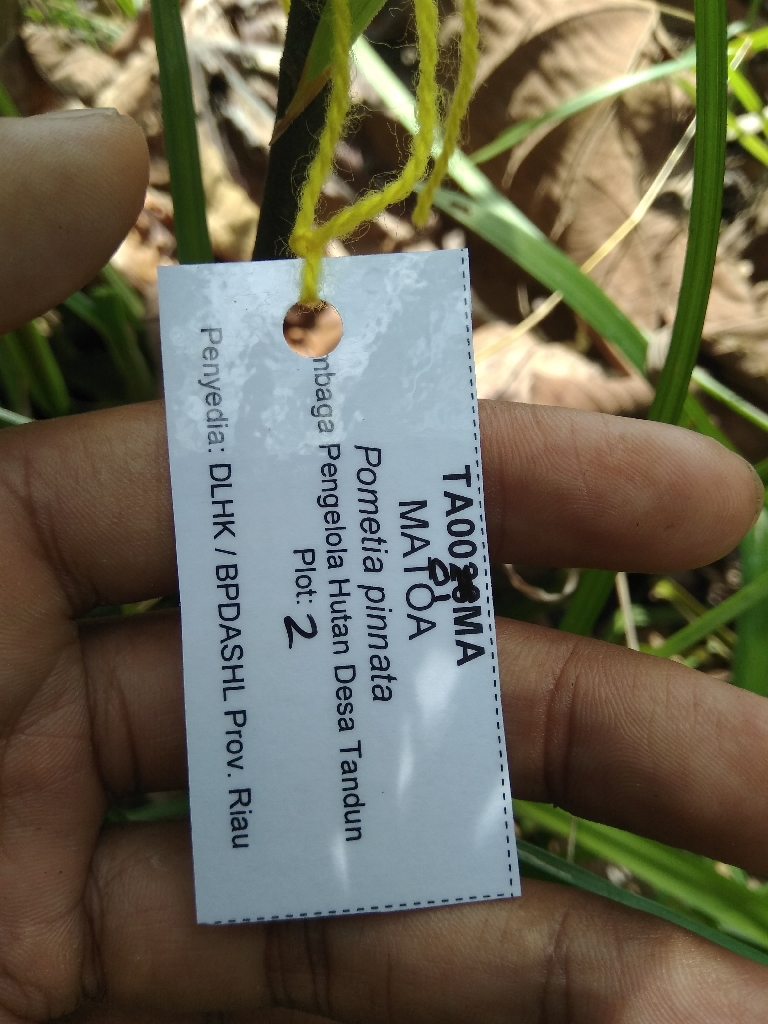 MATOA
Pometia pinnata
mbaga Pengelola Hutan Desa Tandun
Plot: 2
Penyedia: DLHK / BPDASHL Prov. Riau